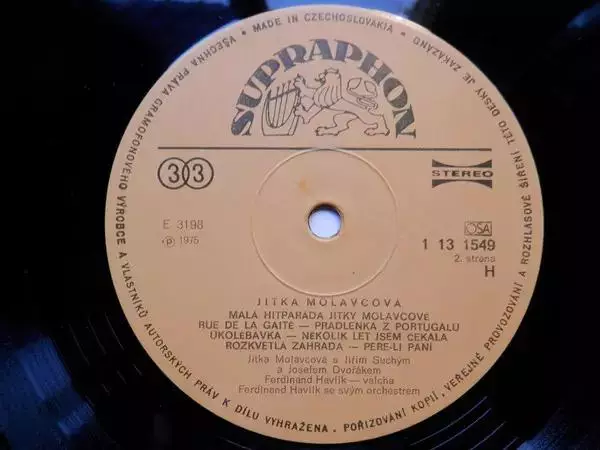 VŠECHNA PRÁVA GRAMOFONOVÉHO VÝROBCE A VLASTNÍKŮ AUTORSKÝCH PRÁV K DÍLU VYHRAŽENA. POŘIZOVÁNÍ KOPIÍ, VEŘEJNÉ PROVOZOVÁNÍ A ROZHLASOVÉ ŠÍŘENÍ TÉTO DESKY JE ZAKÁZÁNO • MADE IN CZECHOSLOVAKIA •
SUPRAPHON
33
STEREO
E 3198
℗ 1975
OSA
1 13 1549
2. strana
H
JITKA MOLAVCOVÁ
MALÁ HITPARÁDA JITKY MOLAVCOVÉ
RUE DE LA GAITÉ — PRADLENKA Z PORTUGALU
UKOLÉBAVKA — NĚKOLIK LET JSEM ČEKALA
ROZKVETLÁ ZAHRADA — PERE-LI PANÍ
Jitka Molavcová s Jiřím Suchým
a Josefem Dvořákem
Ferdinand Havlík — valcha
Ferdinand Havlík se svým orchestrem